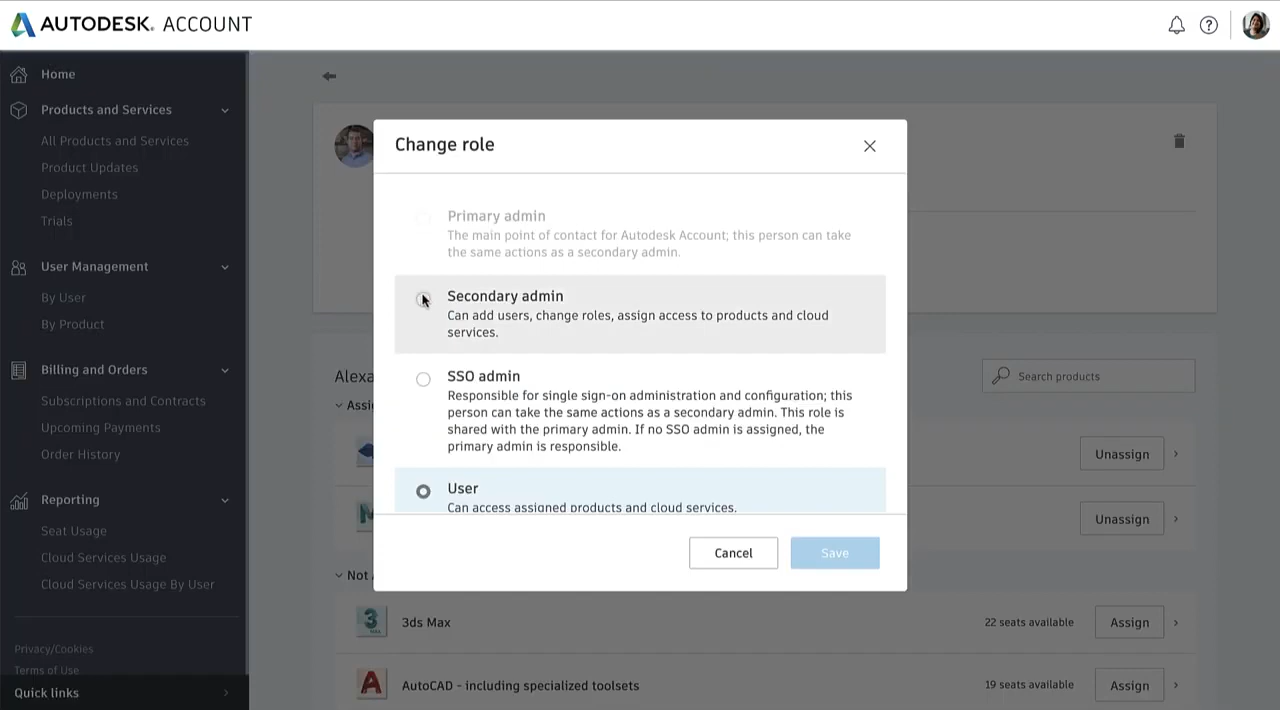 AUTODESK. ACCOUNT
Home
Products and Services
All Products and Services
Product Updates
Deployments
Trials
User Management
By User
By Product
Billing and Orders
Subscriptions and Contracts
Upcoming Payments
Order History
Reporting
Seat Usage
Cloud Services Usage
Cloud Services Usage By User
Privacy/Cookies
Terms of Use
Quick links
Change role
Primary admin
The main point of contact for Autodesk Account; this person can take
the same actions as a secondary admin.
Secondary admin
Can add users, change roles, assign access to products and cloud
services.
SSO admin
Responsible for single sign-on administration and configuration; this
person can take the same actions as a secondary admin. This role is
shared with the primary admin. If no SSO admin is assigned, the
primary admin is responsible.
User
Can access assigned products and cloud services.
Cancel
Save
Search products
Unassign
Unassign
Not
3ds Max
22 seats available
Assign
AutoCAD - including specialized toolsets
19 seats available
Assign